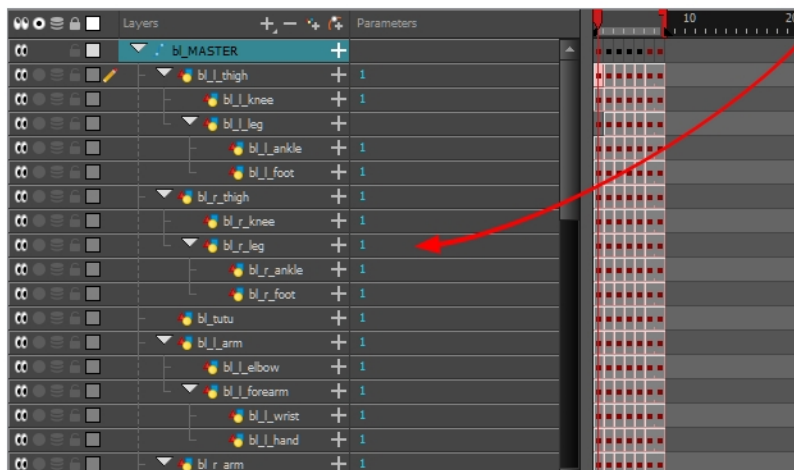 Layers Parameters 10 20
bl_MASTER
bl_l_thigh 1
bl_l_knee 1
bl_l_leg
bl_l_ankle 1
bl_l_foot 1
bl_r_thigh 1
bl_r_knee 1
bl_r_leg 1
bl_r_ankle 1
bl_r_foot 1
bl_tutu 1
bl_l_arm 1
bl_l_elbow 1
bl_l_forearm 1
bl_l_wrist 1
bl_l_hand 1
bl_r_arm 1